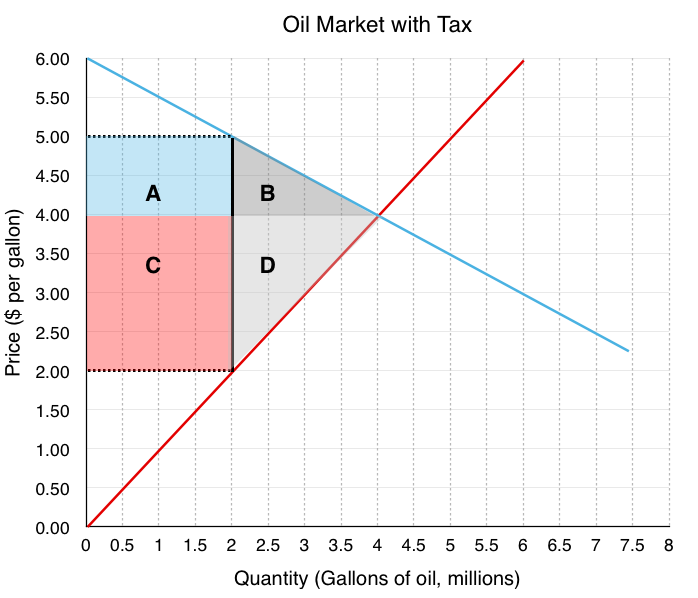 Oil Market with Tax
Price ($ per gallon)
6.00
5.50
5.00
4.50
4.00
3.50
3.00
2.50
2.00
1.50
1.00
0.50
0.00
A
B
C
D
0 0.5 1 1.5 2 2.5 3 3.5 4 4.5 5 5.5 6 6.5 7 7.5 8
Quantity (Gallons of oil, millions)